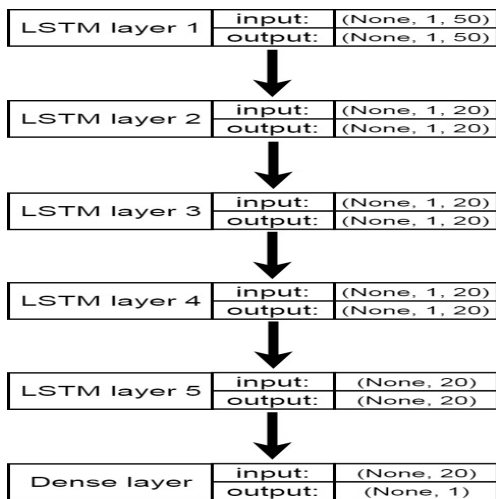 LSTM layer 1 input: (None, 1, 50)
output: (None, 1, 50)
LSTM layer 2 input: (None, 1, 20)
output: (None, 1, 20)
LSTM layer 3 input: (None, 1, 20)
output: (None, 1, 20)
LSTM layer 4 input: (None, 1, 20)
output: (None, 1, 20)
LSTM layer 5 input: (None, 20)
output: (None, 20)
Dense layer input: (None, 20)
output: (None, 1)